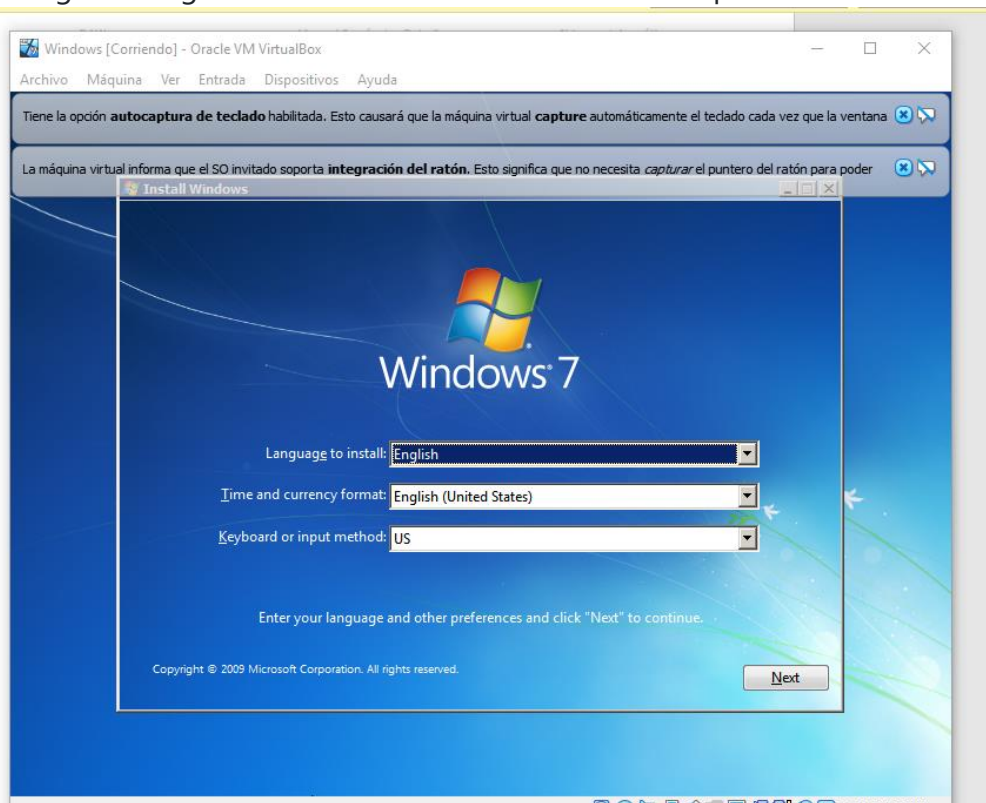 Windows [Corriendo] - Oracle VM VirtualBox
Archivo Máquina Ver Entrada Dispositivos Ayuda
Tiene la opción autocaptura de teclado habilitada. Esto causará que la máquina virtual capture automáticamente el teclado cada vez que la ventana
La máquina virtual informa que el SO invitado soporta integración del ratón. Esto significa que no necesita capturar el puntero del ratón para poder
Install Windows
Windows 7
Language to install: English
Time and currency format: English (United States)
Keyboard or input method: US
Enter your language and other preferences and click "Next" to continue.
Copyright © 2009 Microsoft Corporation. All rights reserved.
Next